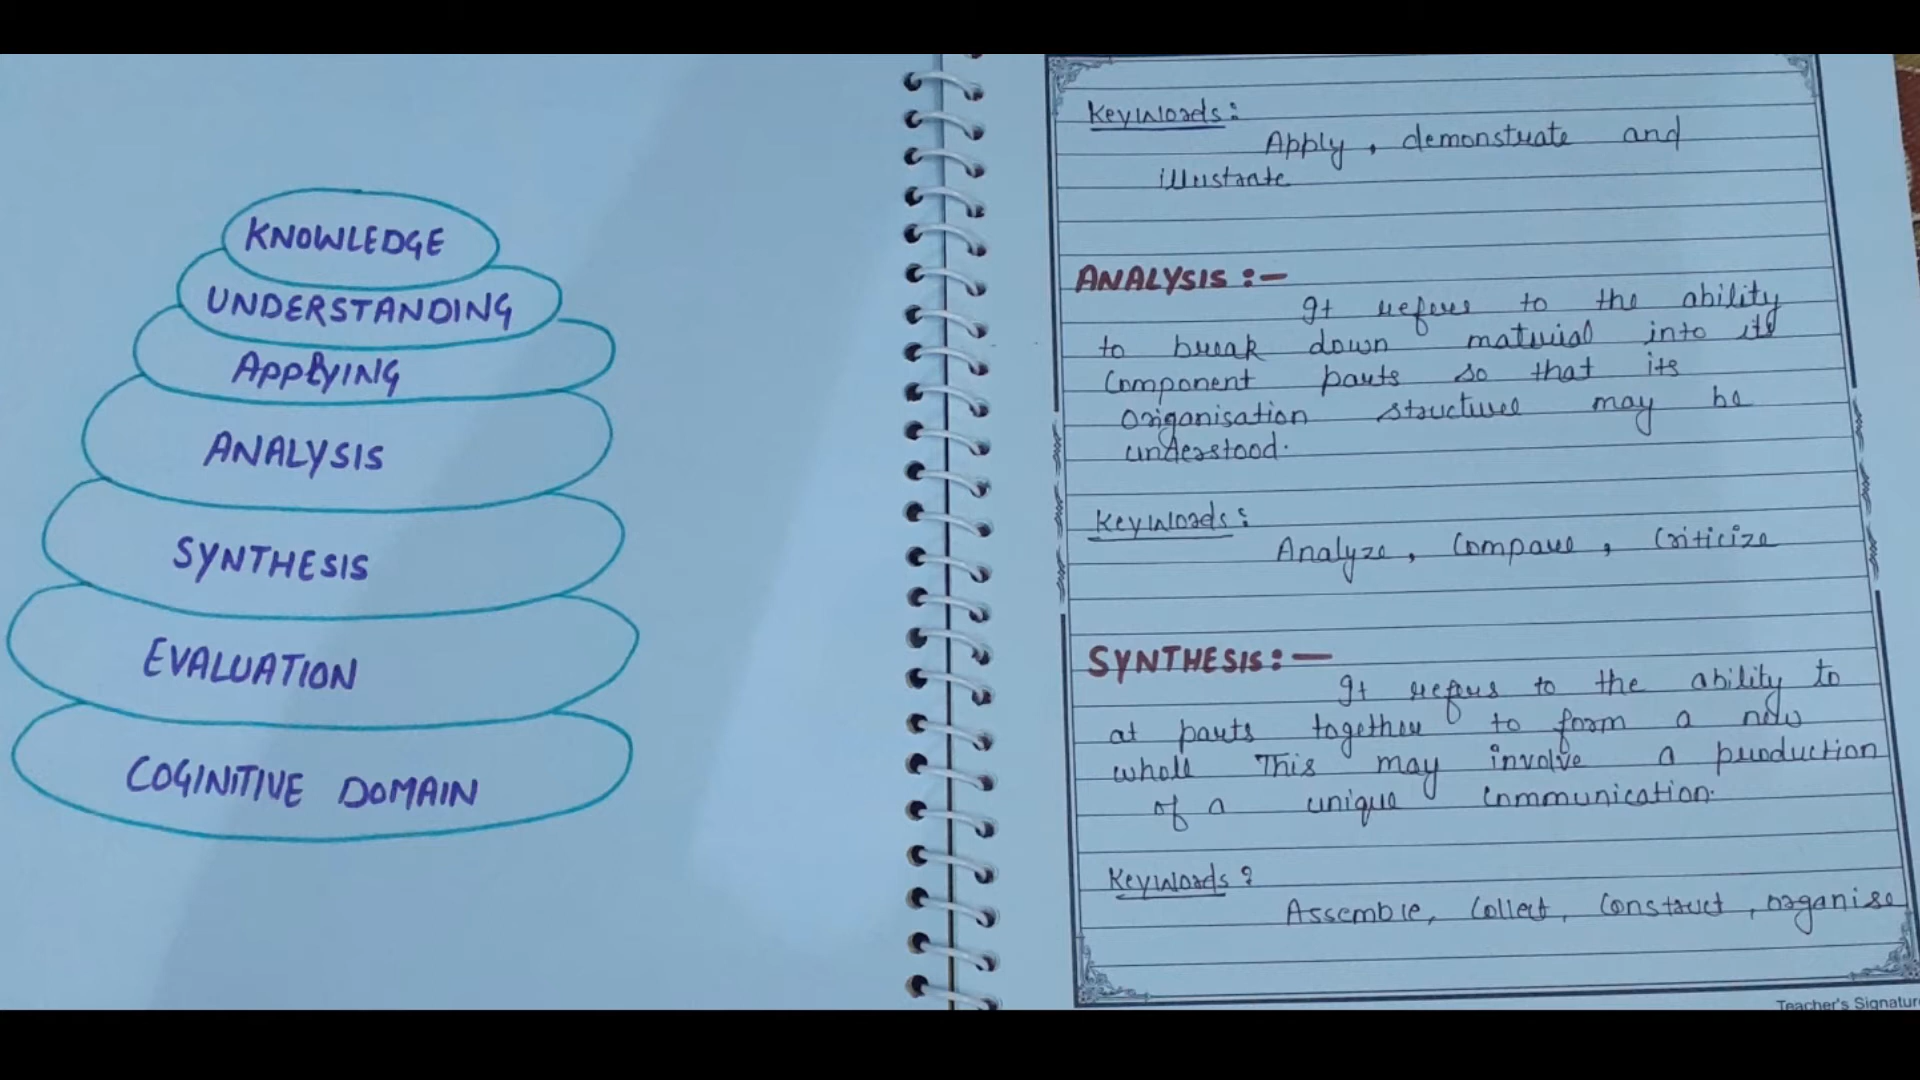 KNOWLEDGE
UNDERSTANDING
APPLYING
ANALYSIS
SYNTHESIS
EVALUATION
COGINITIVE DOMAIN
Keywords:
Apply, demonstrate and
illustrate
ANALYSIS:-
It refers to the ability
to break down material into its
Component parts so that its
Origanisation structure may be
understood.
Keywords:
Analyze, Compare, Criticize
SYNTHESIS:-
It refers to the ability to
at parts together to form a new
whole This may involve a production
of a unique Communication.
Keywords:
Assemble, Collect, Construct, organise
Teacher's Signature